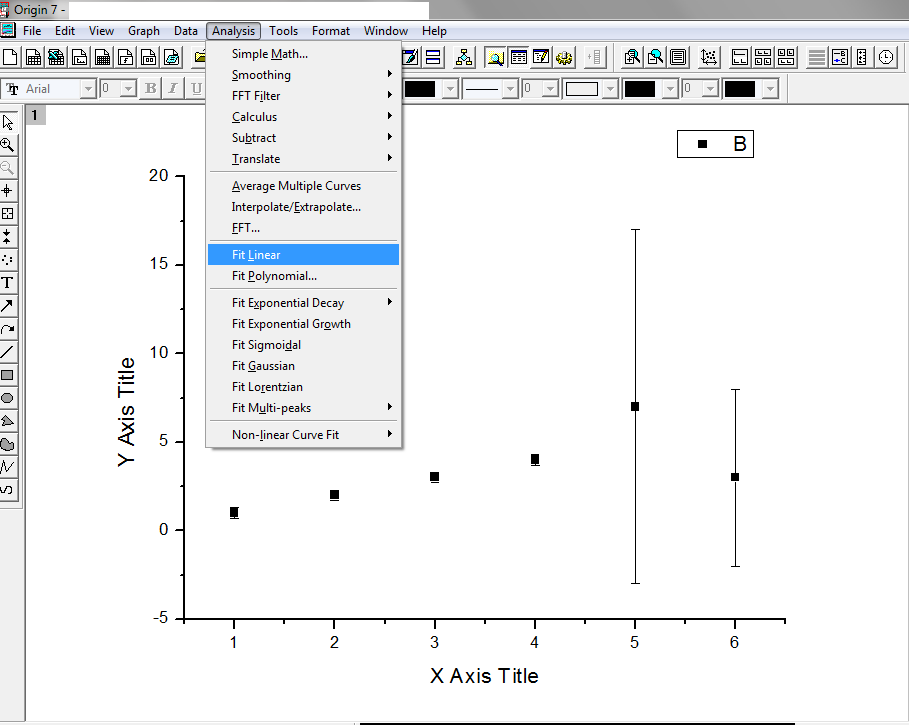 Origin 7 -
File Edit View Graph Data Analysis Tools Format Window Help
Arial 0 B I U 0 0
1
Simple Math...
Smoothing
FFT Filter
Calculus
Subtract
Translate
Average Multiple Curves
Interpolate/Extrapolate...
FFT...
Fit Linear
Fit Polynomial...
Fit Exponential Decay
Fit Exponential Growth
Fit Sigmoidal
Fit Gaussian
Fit Lorentzian
Fit Multi-peaks
Non-linear Curve Fit
T
B
20
15
10
5
0
-5
Y Axis Title
1 2 3 4 5 6
X Axis Title